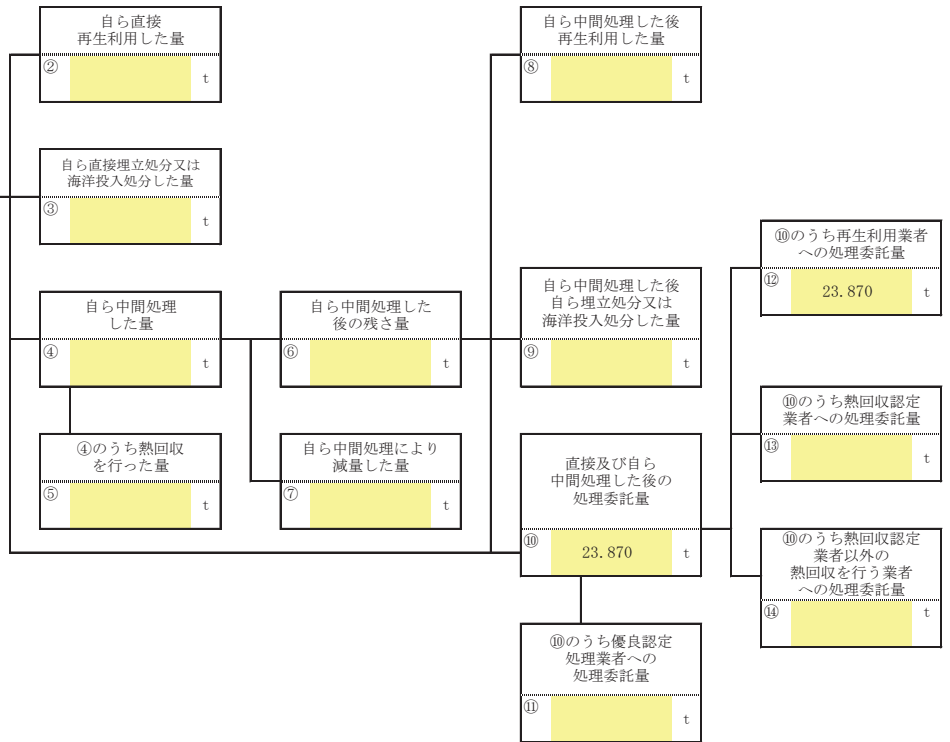 自ら直接
再生利用した量
②
t
自ら直接埋立処分又は
海洋投入処分した量
③
t
自ら中間処理
した量
④
t
④のうち熱回収
を行った量
⑤
t
自ら中間処理した
後の残さ量
⑥
t
自ら中間処理により
減量した量
⑦
t
自ら中間処理した後
再生利用した量
⑧
t
自ら中間処理した後
自ら埋立処分又は
海洋投入処分した量
⑨
t
直接及び自ら
中間処理した後の
処理委託量
⑩ 23.870 t
⑩のうち優良認定
処理業者への
処理委託量
⑪
t
⑩のうち再生利用業者
への処理委託量
⑫ 23.870 t
⑩のうち熱回収認定
業者への処理委託量
⑬
t
⑩のうち熱回収認定
業者以外の
熱回収を行う業者
への処理委託量
⑭
t